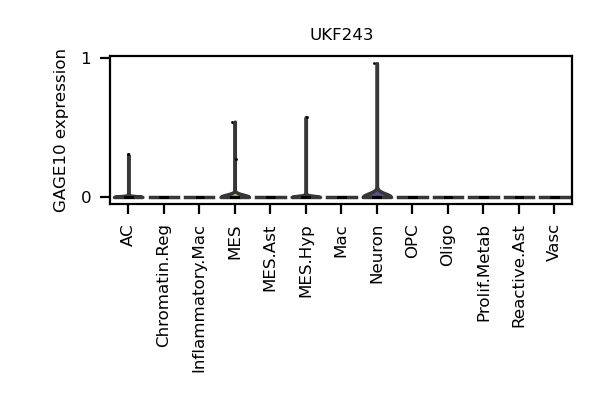 UKF243
GAGE10 expression
1
0
AC
Chromatin.Reg
Inflammatory.Mac
MES
MES.Ast
MES.Hyp
Mac
Neuron
OPC
Oligo
Prolif.Metab
Reactive.Ast
Vasc